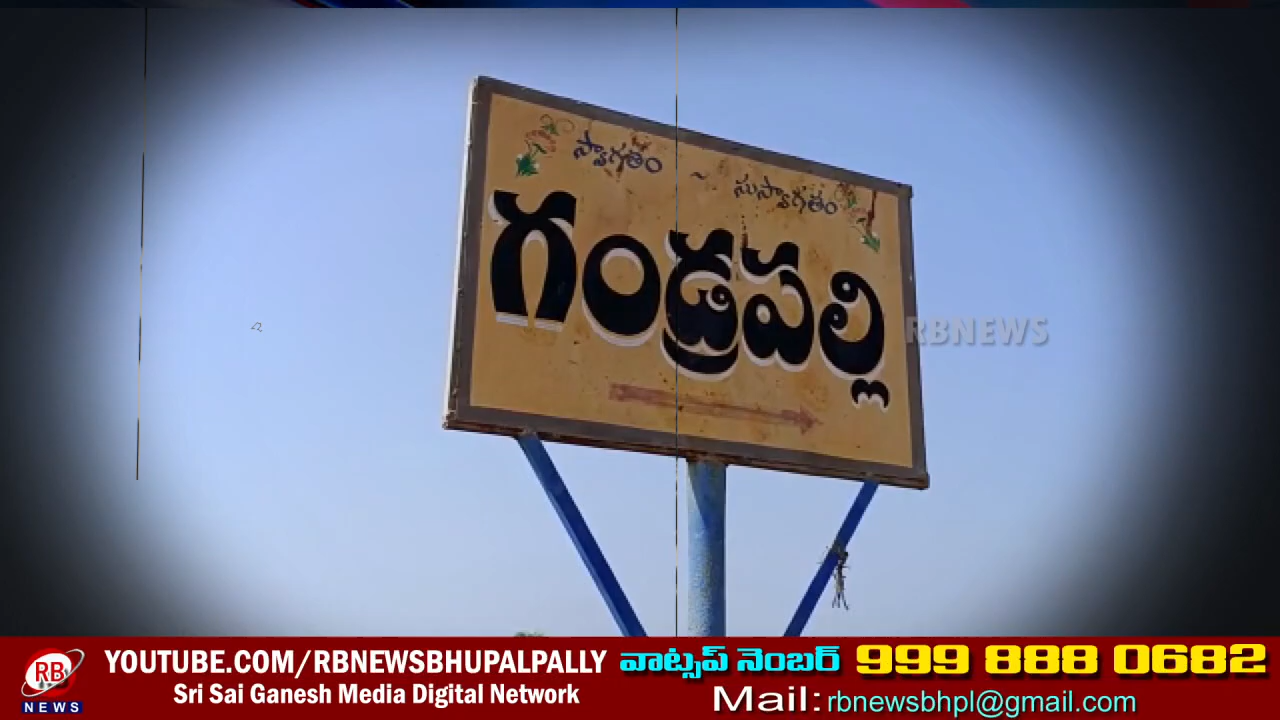 స్వాగతం ~ సుస్వాగతం
గండ్రపల్లి
RBNEWS
RB
NEWS
YOUTUBE.COM/RBNEWSBHUPALPALLY
Sri Sai Ganesh Media Digital Network
వాట్సప్ నెంబర్ 999 888 0682
Mail: rbnewsbhpl@gmail.com